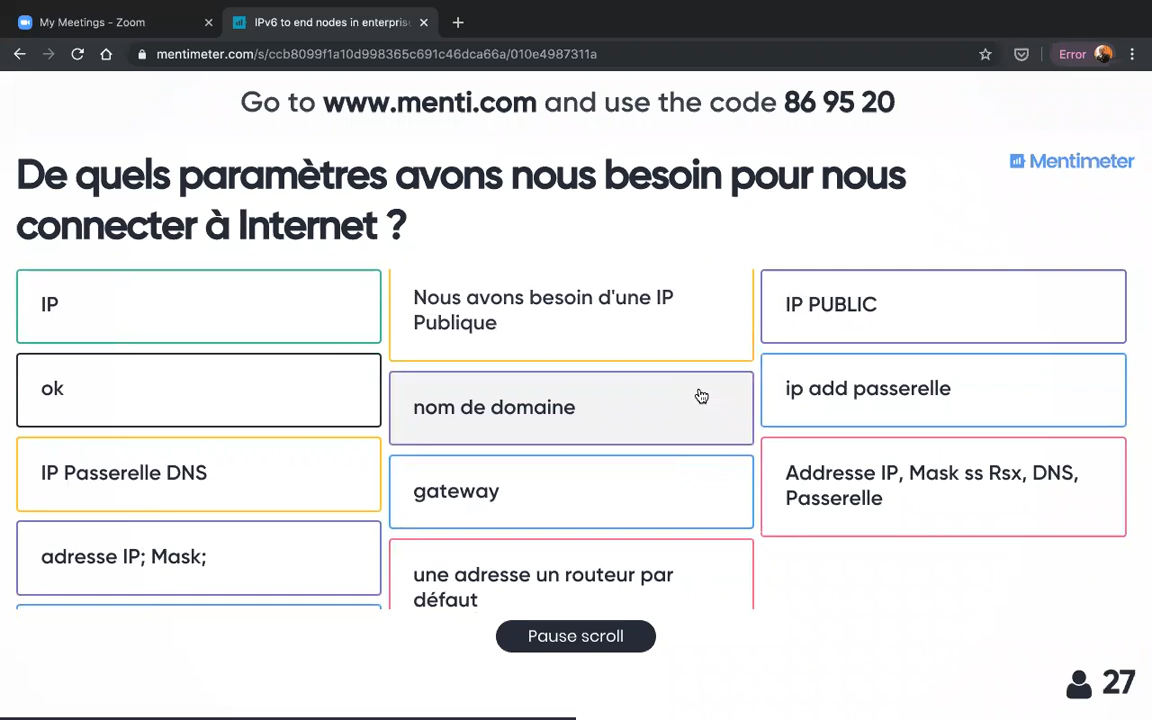 My Meetings - Zoom
IPv6 to end nodes in enterpris
mentimeter.com/s/ccb8099f1a10d998365c691c46dca66a/010e4987311a
Error
Go to www.menti.com and use the code 86 95 20
Mentimeter
De quels paramètres avons nous besoin pour nous
connecter à Internet ?
IP
ok
IP Passerelle DNS
adresse IP; Mask;
Nous avons besoin d'une IP
Publique
nom de domaine
gateway
une adresse un routeur par
défaut
IP PUBLIC
ip add passerelle
Addresse IP, Mask ss Rsx, DNS,
Passerelle
Pause scroll
27